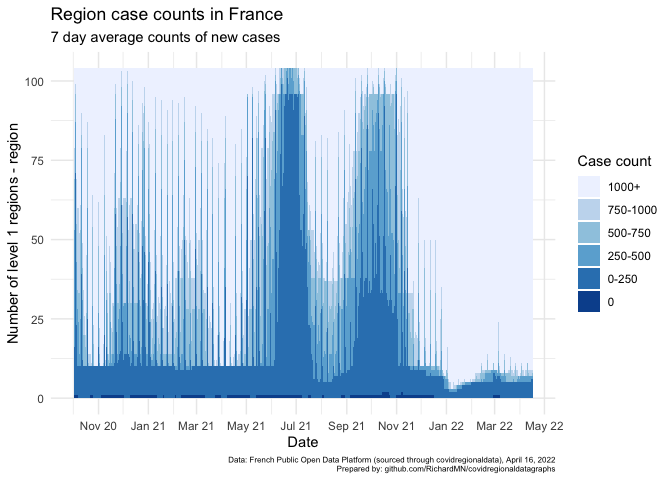 Region case counts in France
7 day average counts of new cases
Number of level 1 regions - region
100
75
50
25
0
Nov 20
Jan 21
Mar 21
May 21
Jul 21
Sep 21
Nov 21
Jan 22
Mar 22
May 22
Date
Case count
1000+
750-1000
500-750
250-500
0-250
0
Data: French Public Open Data Platform (sourced through covidregionaldata), April 16, 2022
Prepared by: github.com/RichardMN/covidregionaldatagraphs